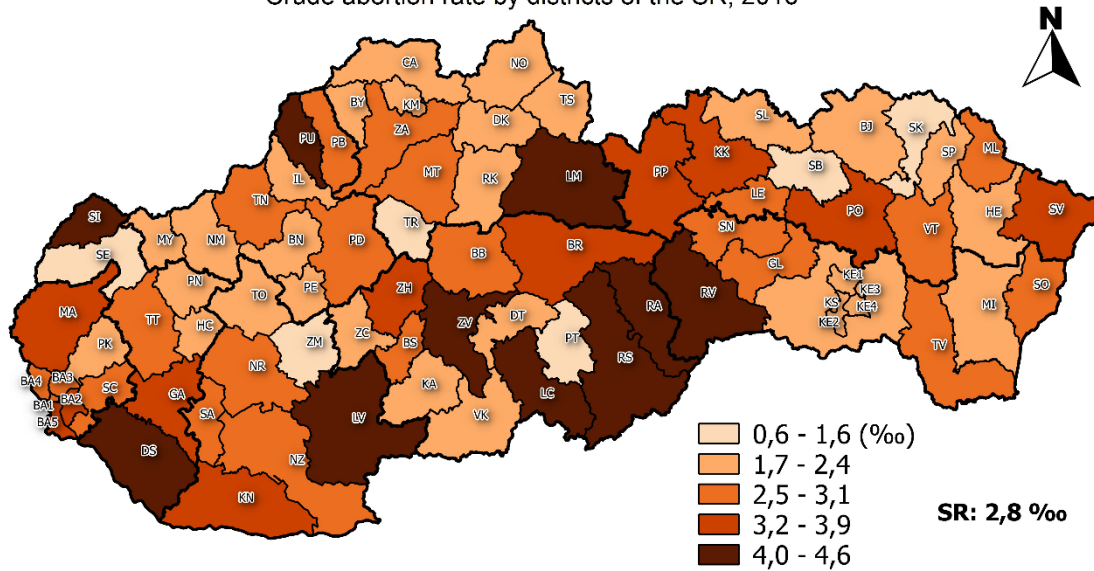 N
CA
NO
BY
KM
TS
PU
PB
ZA
DK
SL
BJ
SK
SP
ML
KK
IL
MT
RK
LM
PP
SB
LE
TN
SI
TR
PO
HE
SV
MY
NM
BN
PD
SN
VT
SE
BB
BR
GL
PN
PE
KE1
SO
ZH
KE3
MA
TO
RA
RV
KS
KE4
MI
TT
HC
ZV
DT
KE2
PK
ZM
ZC
PT
BS
TV
RS
BA4
BA3
SC
NR
BA1
BA2
GA
KA
LC
BA5
SA
LV
VK
DS
NZ
KN
0,6 - 1,6 (‰)
1,7 - 2,4
2,5 - 3,1
3,2 - 3,9
4,0 - 4,6
SR: 2,8 ‰